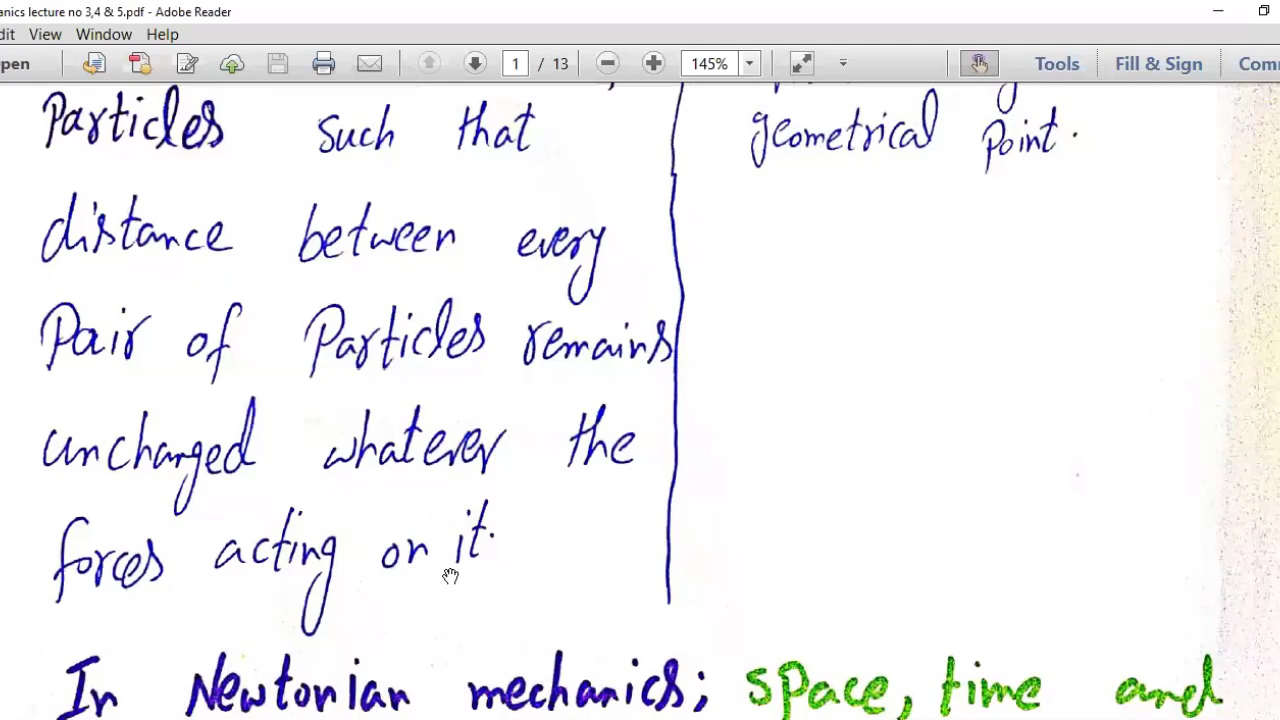 anics lecture no 3,4 & 5.pdf - Adobe Reader
dit View Window Help
pen 1 / 13 145% Tools Fill & Sign Com
Particles such that
distance between every
Pair of Particles remains
unchanged whatever the
forces acting on it.
geometrical Point.
In Newtonian mechanics; space, time and